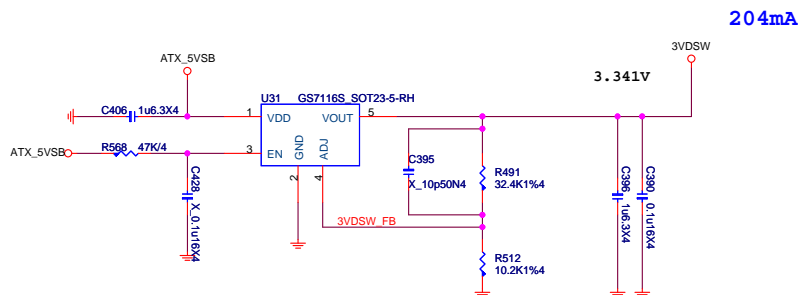 204mA
3VDSW
ATX_5VSB
3.341V
U31 GS7116S_SOT23-5-RH
C406 1u6.3X4
1 VDD VOUT 5
R568 47K/4
ATX_5VSB
3 EN
GND
ADJ
2
4
C395
X_10p50N4
R491
32.4K1%4
C428 X_0.1u16X4
C396 1u6.3X4
C390 0.1u16X4
3VDSW_FB
R512
10.2K1%4